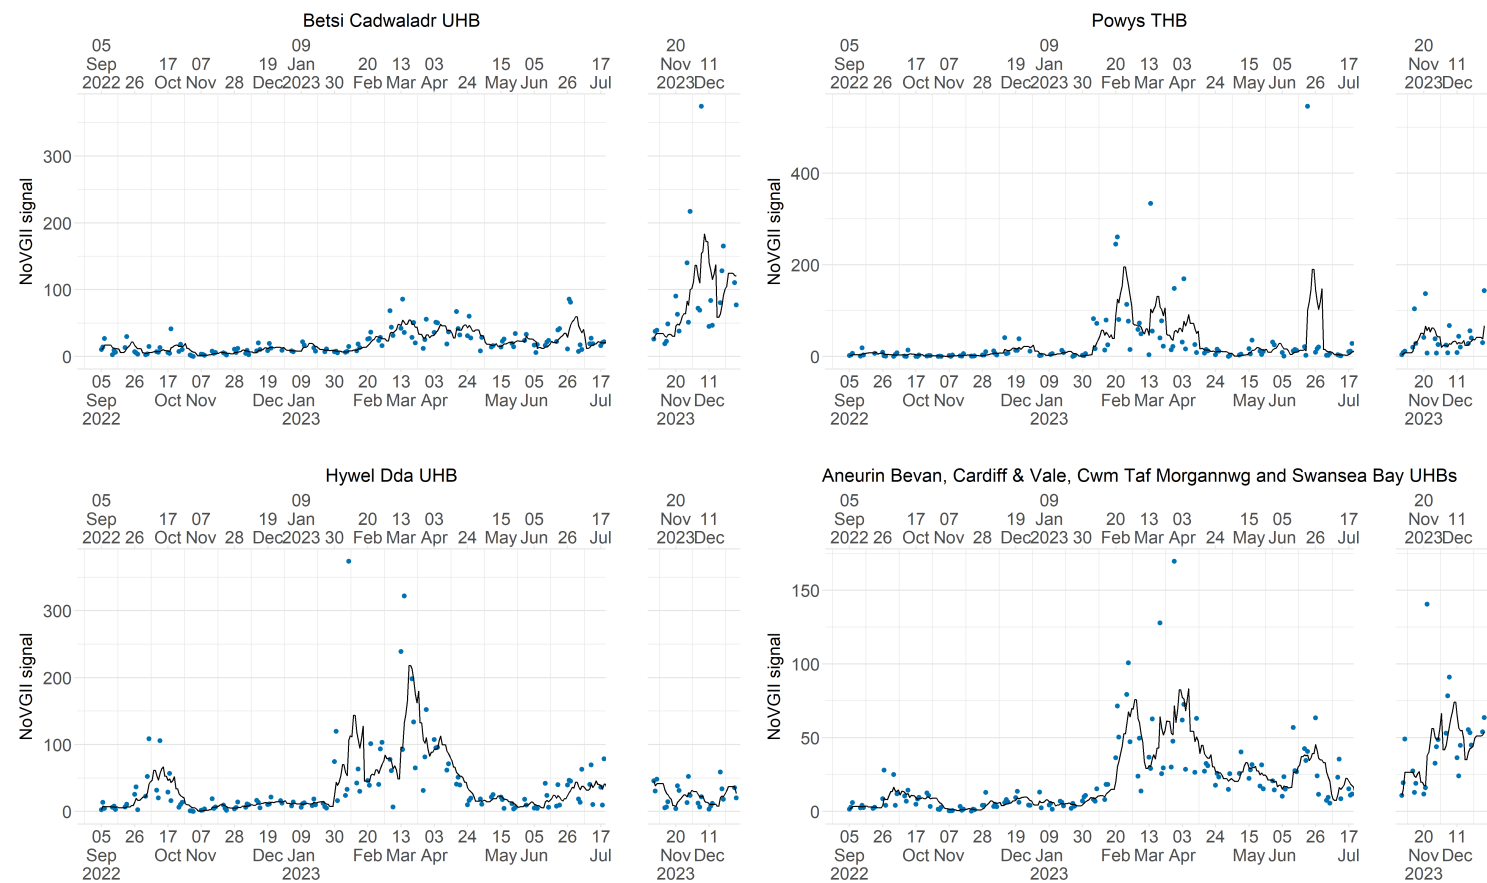 Betsi Cadwaladr UHB
05 09 20
Sep 17 07 19 Jan 20 13 03 15 05 17 Nov 11
2022 26 Oct Nov 28 Dec 2023 30 Feb Mar Apr 24 May Jun 26 Jul 2023 Dec
NoVGII signal
300
200
100
0
05 26 17 07 28 19 09 30 20 13 03 24 15 05 26 17 20 11
Sep Oct Nov Dec Jan Feb Mar Apr May Jun Jul Nov Dec
2022 2023 2023
Powys THB
05 09 20
Sep 17 07 19 Jan 20 13 03 15 05 17 Nov 11
2022 26 Oct Nov 28 Dec 2023 30 Feb Mar Apr 24 May Jun 26 Jul 2023 Dec
NoVGII signal
400
200
0
05 26 17 07 28 19 09 30 20 13 03 24 15 05 26 17 20 11
Sep Oct Nov Dec Jan Feb Mar Apr May Jun Jul Nov Dec
2022 2023 2023
Hywel Dda UHB
05 09 20
Sep 17 07 19 Jan 20 13 03 15 05 17 Nov 11
2022 26 Oct Nov 28 Dec 2023 30 Feb Mar Apr 24 May Jun 26 Jul 2023 Dec
NoVGII signal
300
200
100
0
05 26 17 07 28 19 09 30 20 13 03 24 15 05 26 17 20 11
Sep Oct Nov Dec Jan Feb Mar Apr May Jun Jul Nov Dec
2022 2023 2023
Aneurin Bevan, Cardiff & Vale, Cwm Taf Morgannwg and Swansea Bay UHBs
05 09 20
Sep 17 07 19 Jan 20 13 03 15 05 17 Nov 11
2022 26 Oct Nov 28 Dec 2023 30 Feb Mar Apr 24 May Jun 26 Jul 2023 Dec
NoVGII signal
150
100
50
0
05 26 17 07 28 19 09 30 20 13 03 24 15 05 26 17 20 11
Sep Oct Nov Dec Jan Feb Mar Apr May Jun Jul Nov Dec
2022 2023 2023